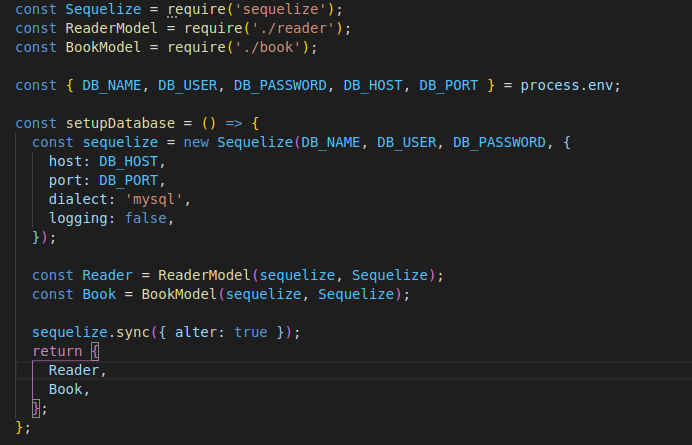 const Sequelize = require('sequelize');
const ReaderModel = require('./reader');
const BookModel = require('./book');

const { DB_NAME, DB_USER, DB_PASSWORD, DB_HOST, DB_PORT } = process.env;

const setupDatabase = () => {
  const sequelize = new Sequelize(DB_NAME, DB_USER, DB_PASSWORD, {
    host: DB_HOST,
    port: DB_PORT,
    dialect: 'mysql',
    logging: false,
  });

  const Reader = ReaderModel(sequelize, Sequelize);
  const Book = BookModel(sequelize, Sequelize);

  sequelize.sync({ alter: true });
  return {
    Reader,
    Book,
  };
};